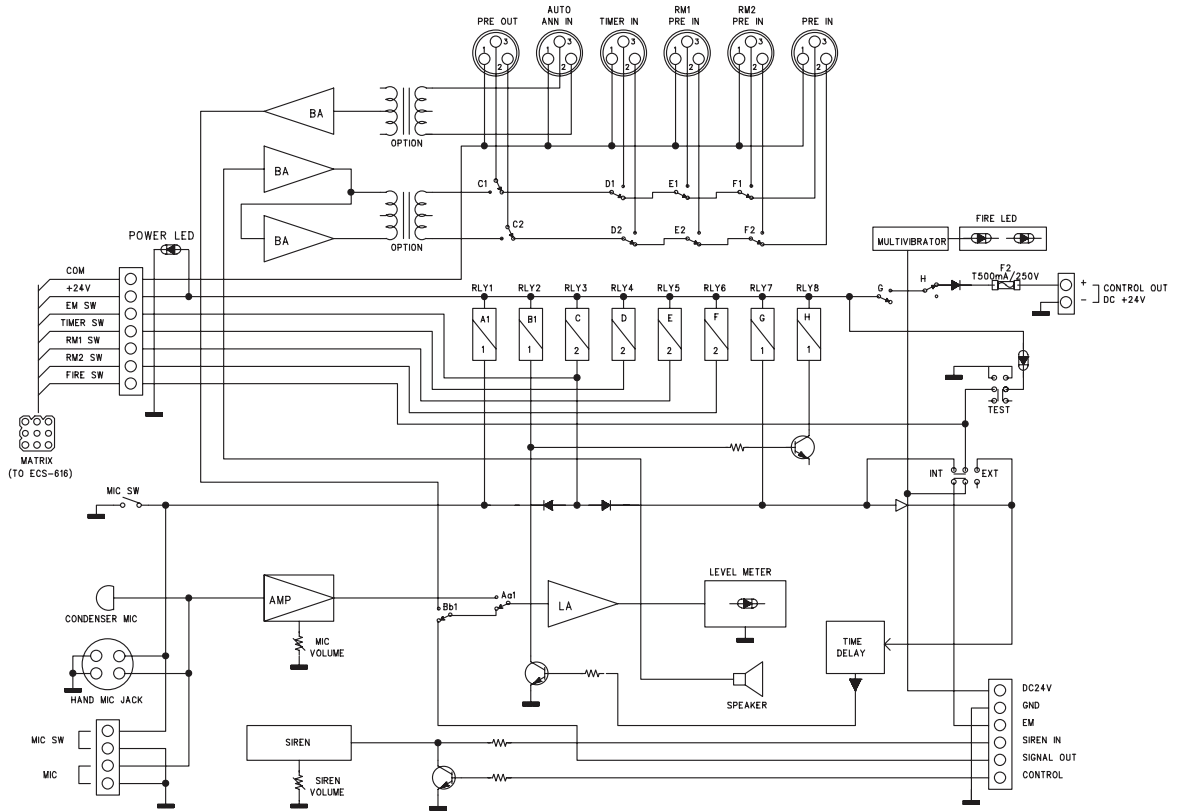 PRE OUT
AUTO
ANN IN
TIMER IN
RM1
PRE IN
RM2
PRE IN
PRE IN
1 3 2
1 3 2
1 3 2
1 3 2
1 3 2
1 3 2
BA
OPTION
BA
BA
OPTION
C1
D1
E1
F1
C2
D2
E2
F2
POWER LED
MULTIVIBRATOR
FIRE LED
COM
+24V
EM SW
TIMER SW
RM1 SW
RM2 SW
FIRE SW
MATRIX
(TO ECS-616)
RLY1
RLY2
RLY3
RLY4
RLY5
RLY6
RLY7
RLY8
A1
1
B1
1
C
2
D
2
E
2
F
2
G
1
H
1
G
H
F2
T500mA/250V
+
-
CONTROL OUT
DC +24V
TEST
INT
EXT
MIC SW
CONDENSER MIC
AMP
MIC
VOLUME
Bb1
Aa1
LA
LEVEL METER
TIME
DELAY
HAND MIC JACK
SPEAKER
MIC SW
MIC
SIREN
SIREN
VOLUME
DC24V
GND
EM
SIREN IN
SIGNAL OUT
CONTROL